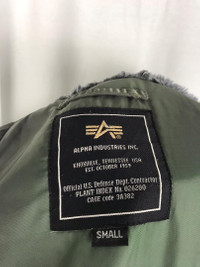 ALPHA INDUSTRIES INC.
KNOXVILLE, TENNESSEE USA
EST. OCTOBER 1959
Official U.S. Defense Dept. Contractor
PLANT INDEX No. 026200
CAGE code 3A382
SMALL